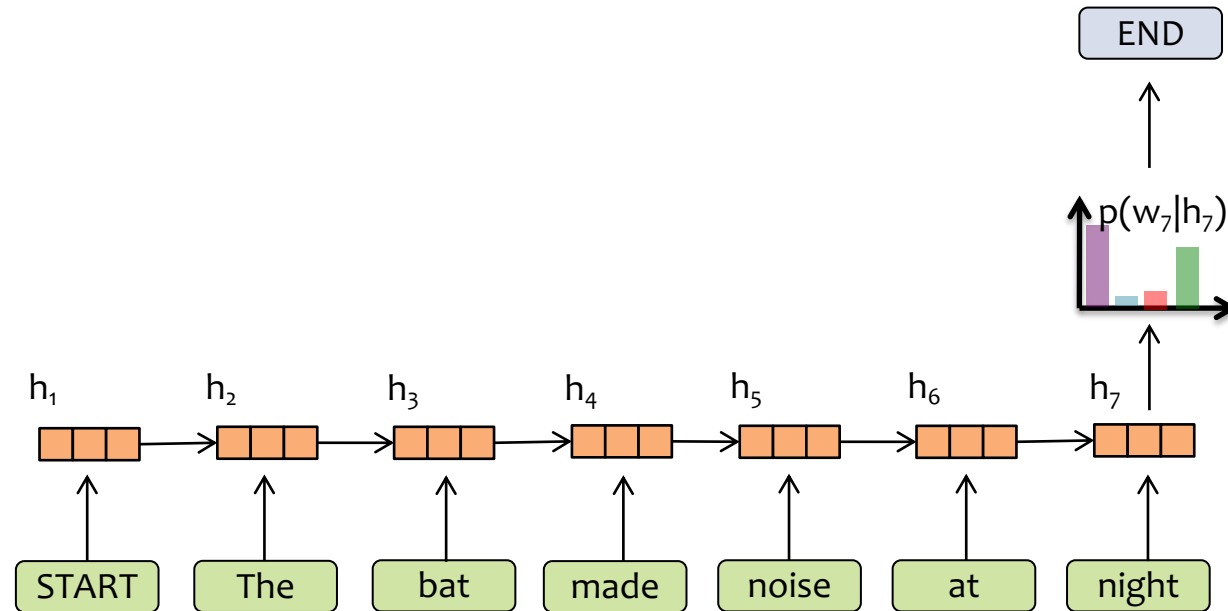 END
p(w₇|h₇)
h₁ h₂ h₃ h₄ h₅ h₆ h₇
START The bat made noise at night